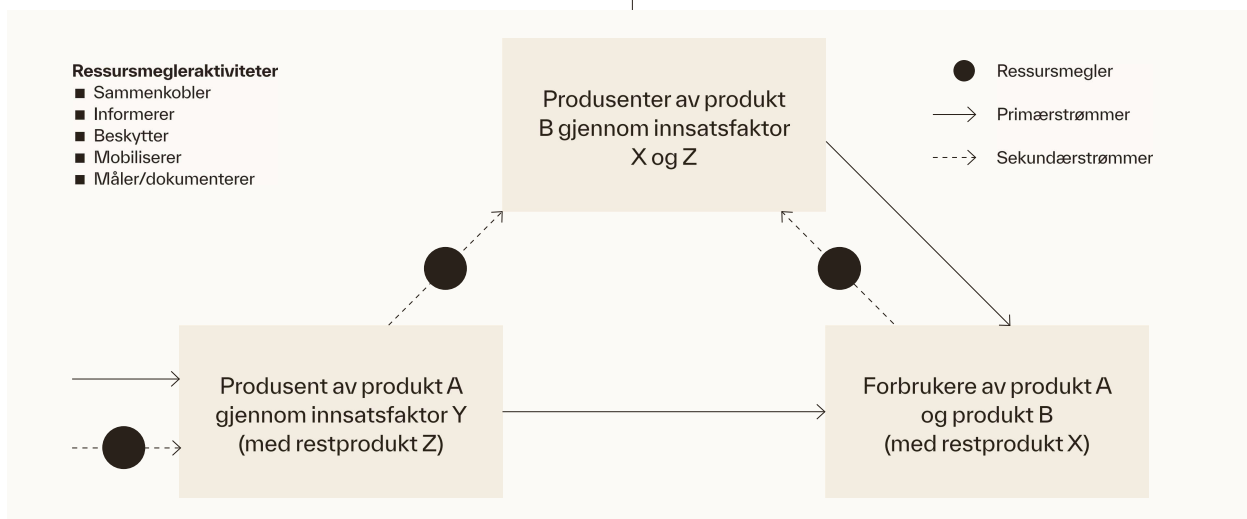 Ressursmegleraktiviteter
Sammenkobler
Informerer
Beskytter
Mobiliserer
Måler/dokumenterer
Produsenter av produkt
B gjennom innsatsfaktor
X og Z
Ressursmegler
Primærstrømmer
Sekundærstrømmer
Produsent av produkt A
gjennom innsatsfaktor Y
(med restprodukt Z)
Forbrukere av produkt A
og produkt B
(med restprodukt X)